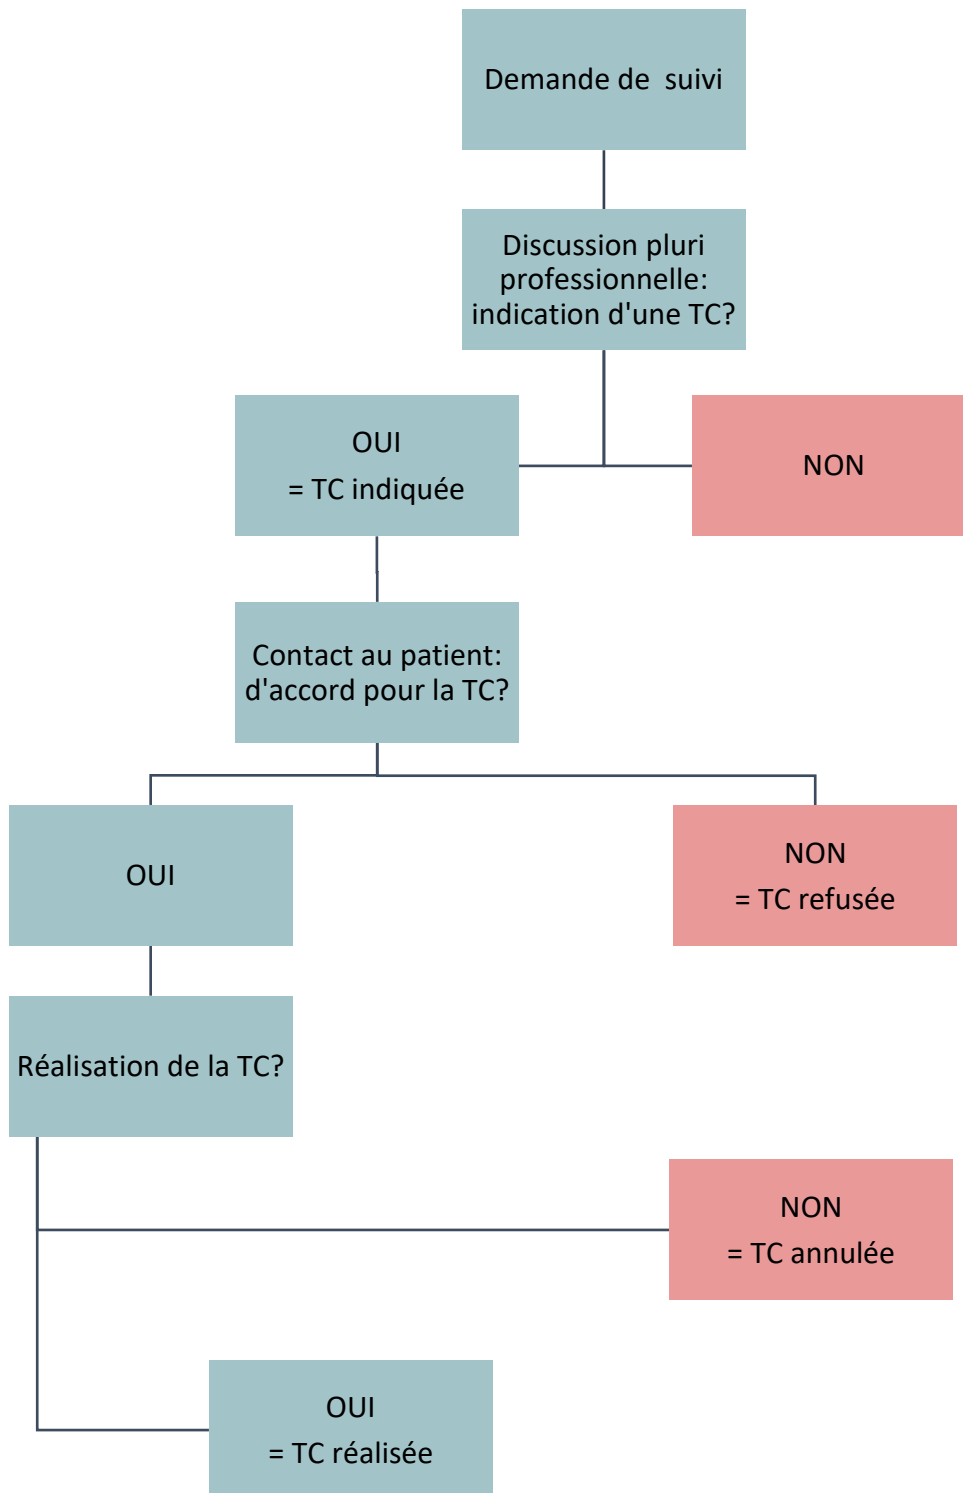 Demande de  suivi
Discussion pluri
professionnelle:
indication d'une TC?
OUI
= TC indiquée
NON
Contact au patient:
d'accord pour la TC?
OUI
NON
= TC refusée
Réalisation de la TC?
NON
= TC annulée
OUI
= TC réalisée